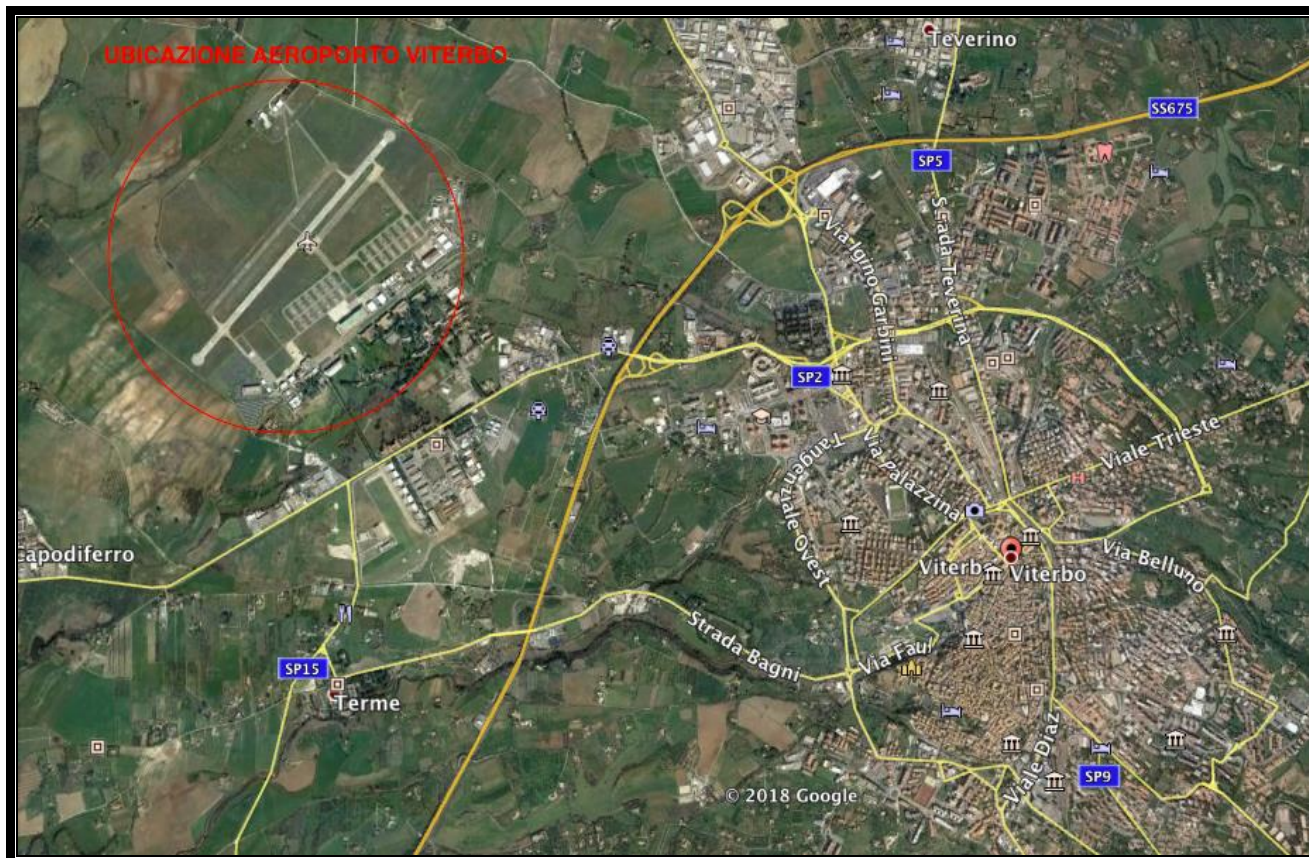 UBICAZIONE AEROPORTO VITERBO
Teverino
SS675
SP5
Strada Teverina
Via Igino Garbini
SP2
Viale Trieste
Via Palazzina
Tangenziale Ovest
Capodiferro
Viterbo
Viterbo
Via Belluno
Strada Bagni
Via Faul
SP15
Terme
Viale Diaz
SP9
© 2018 Google